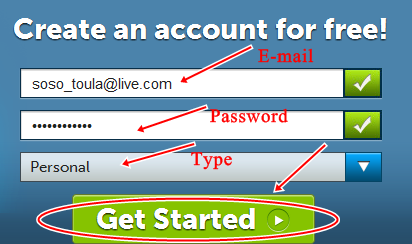 Create an account for free!
E-mail
soso_toula@live.com
••••••••••••
Password
Personal
Type
Get Started